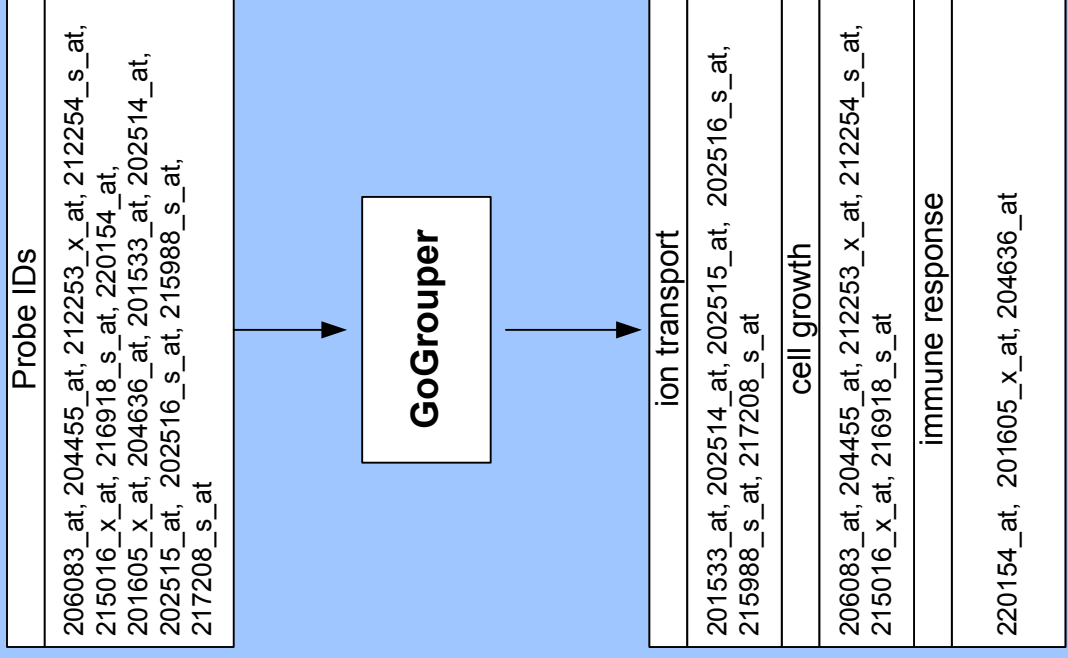 Probe IDs
206083_at, 204455_at, 212253_x_at, 212254_s_at,
215016_x_at, 216918_s_at, 220154_at,
201605_x_at, 204636_at, 201533_at, 202514_at,
202515_at, 202516_s_at, 215988_s_at,
217208_s_at
GoGrouper
ion transport
201533_at, 202514_at, 202515_at, 202516_s_at,
215988_s_at, 217208_s_at
cell growth
206083_at, 204455_at, 212253_x_at, 212254_s_at,
215016_x_at, 216918_s_at
immune response
220154_at, 201605_x_at, 204636_at